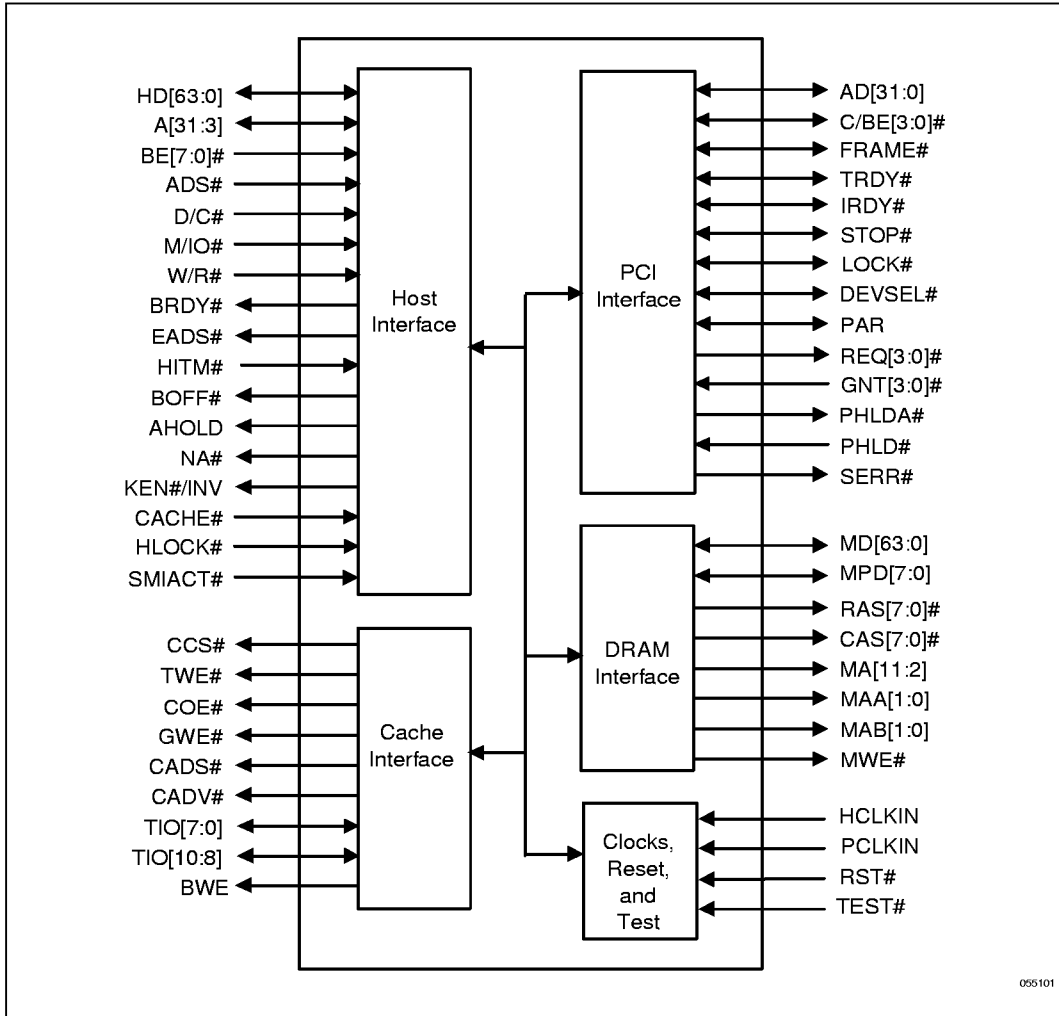 HD[63:0]
A[31:3]
BE[7:0]#
ADS#
D/C#
M/IO#
W/R#
BRDY#
EADS#
HITM#
BOFF#
AHOLD
NA#
KEN#/INV
CACHE#
HLOCK#
SMIACT#
Host
Interface
CCS#
TWE#
COE#
GWE#
CADS#
CADV#
TIO[7:0]
TIO[10:8]
BWE
Cache
Interface
PCI
Interface
AD[31:0]
C/BE[3:0]#
FRAME#
TRDY#
IRDY#
STOP#
LOCK#
DEVSEL#
PAR
REQ[3:0]#
GNT[3:0]#
PHLDA#
PHLD#
SERR#
DRAM
Interface
MD[63:0]
MPD[7:0]
RAS[7:0]#
CAS[7:0]#
MA[11:2]
MAA[1:0]
MAB[1:0]
MWE#
Clocks,
Reset,
and
Test
HCLKIN
PCLKIN
RST#
TEST#
055101